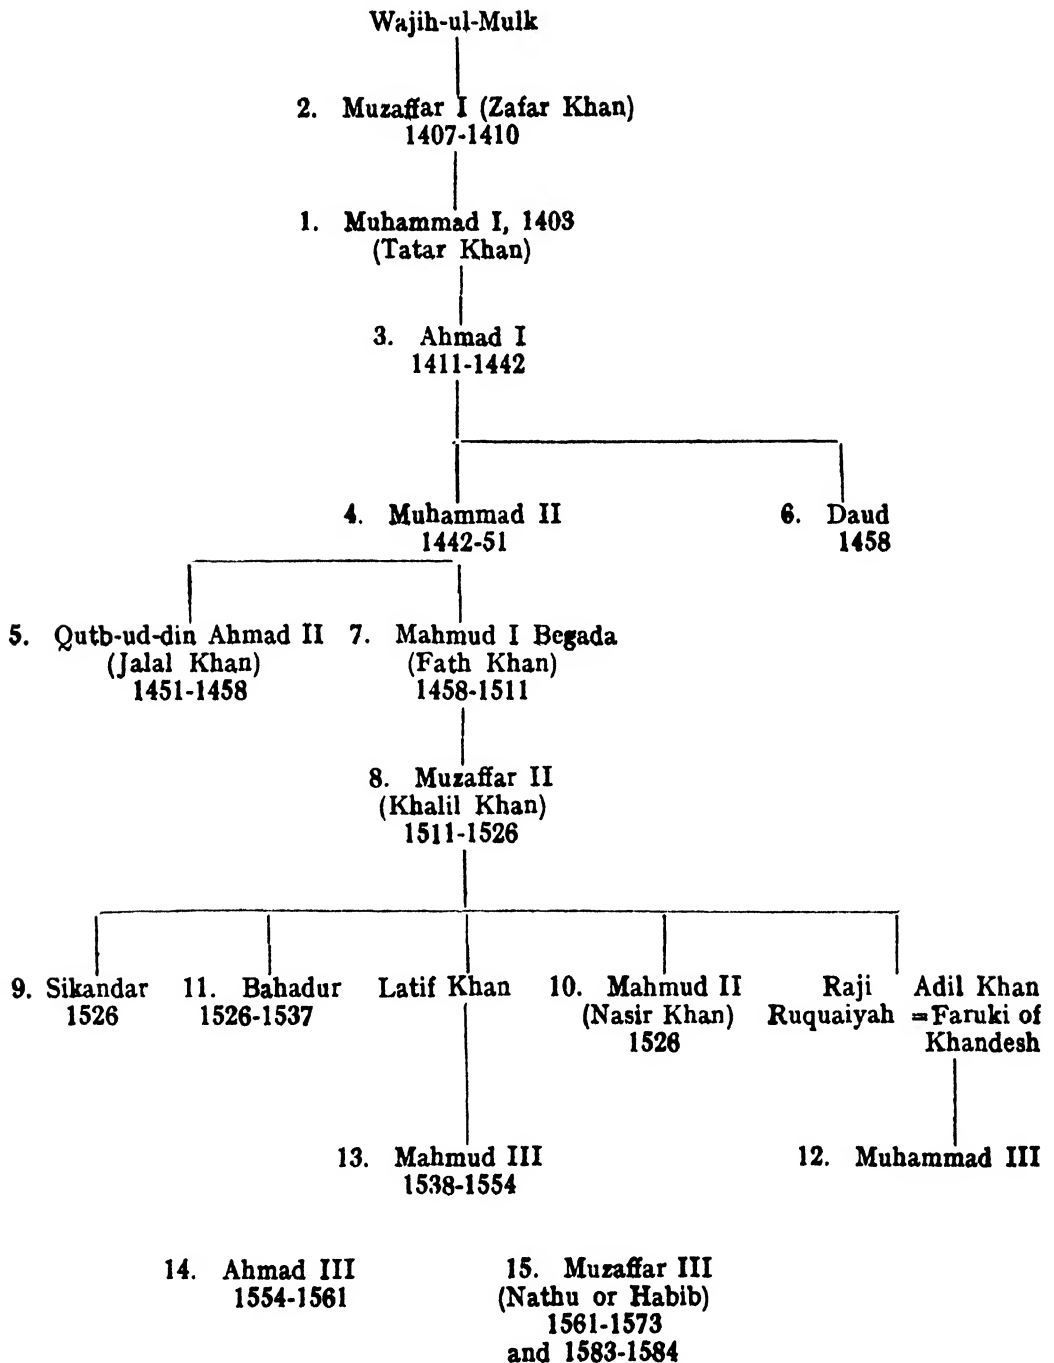 Wajih-ul-Mulk
2. Muzaffar I (Zafar Khan)
1407-1410
1. Muhammad I, 1403
(Tatar Khan)
3. Ahmad I
1411-1442
4. Muhammad II
1442-51
6. Daud
1458
5. Qutb-ud-din Ahmad II
(Jalal Khan)
1451-1458
7. Mahmud I Begada
(Fath Khan)
1458-1511
8. Muzaffar II
(Khalil Khan)
1511-1526
9. Sikandar
1526
11. Bahadur
1526-1537
Latif Khan
10. Mahmud II
(Nasir Khan)
1526
Raji
Ruquaiyah
Adil Khan
=Faruki of
Khandesh
13. Mahmud III
1538-1554
12. Muhammad III
14. Ahmad III
1554-1561
15. Muzaffar III
(Nathu or Habib)
1561-1573
and 1583-1584